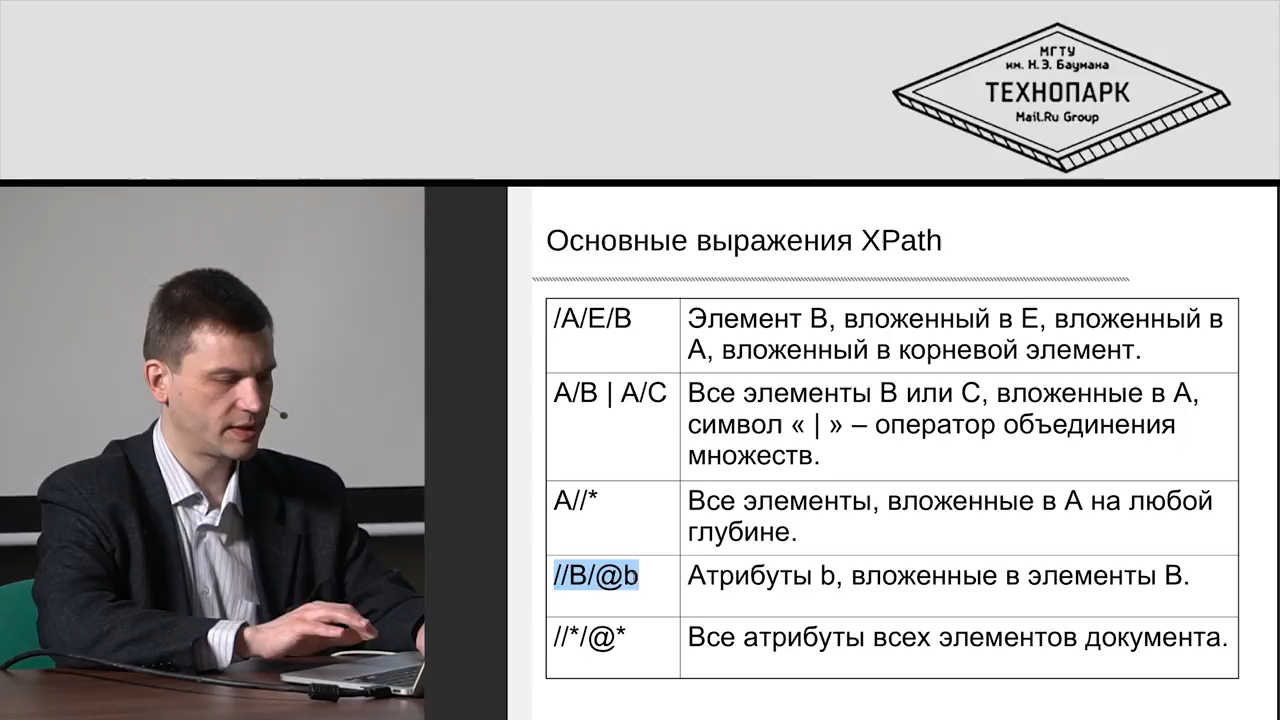 МГТУ
им. Н.Э. Баумана
ТЕХНОПАРК
Mail.Ru Group
Основные выражения XPath
/A/E/B
Элемент B, вложенный в E, вложенный в
A, вложенный в корневой элемент.
A/B | A/C
Все элементы B или C, вложенные в A,
символ « | » – оператор объединения
множеств.
A//*
Все элементы, вложенные в A на любой
глубине.
//B/@b
Атрибуты b, вложенные в элементы B.
//*/@*
Все атрибуты всех элементов документа.